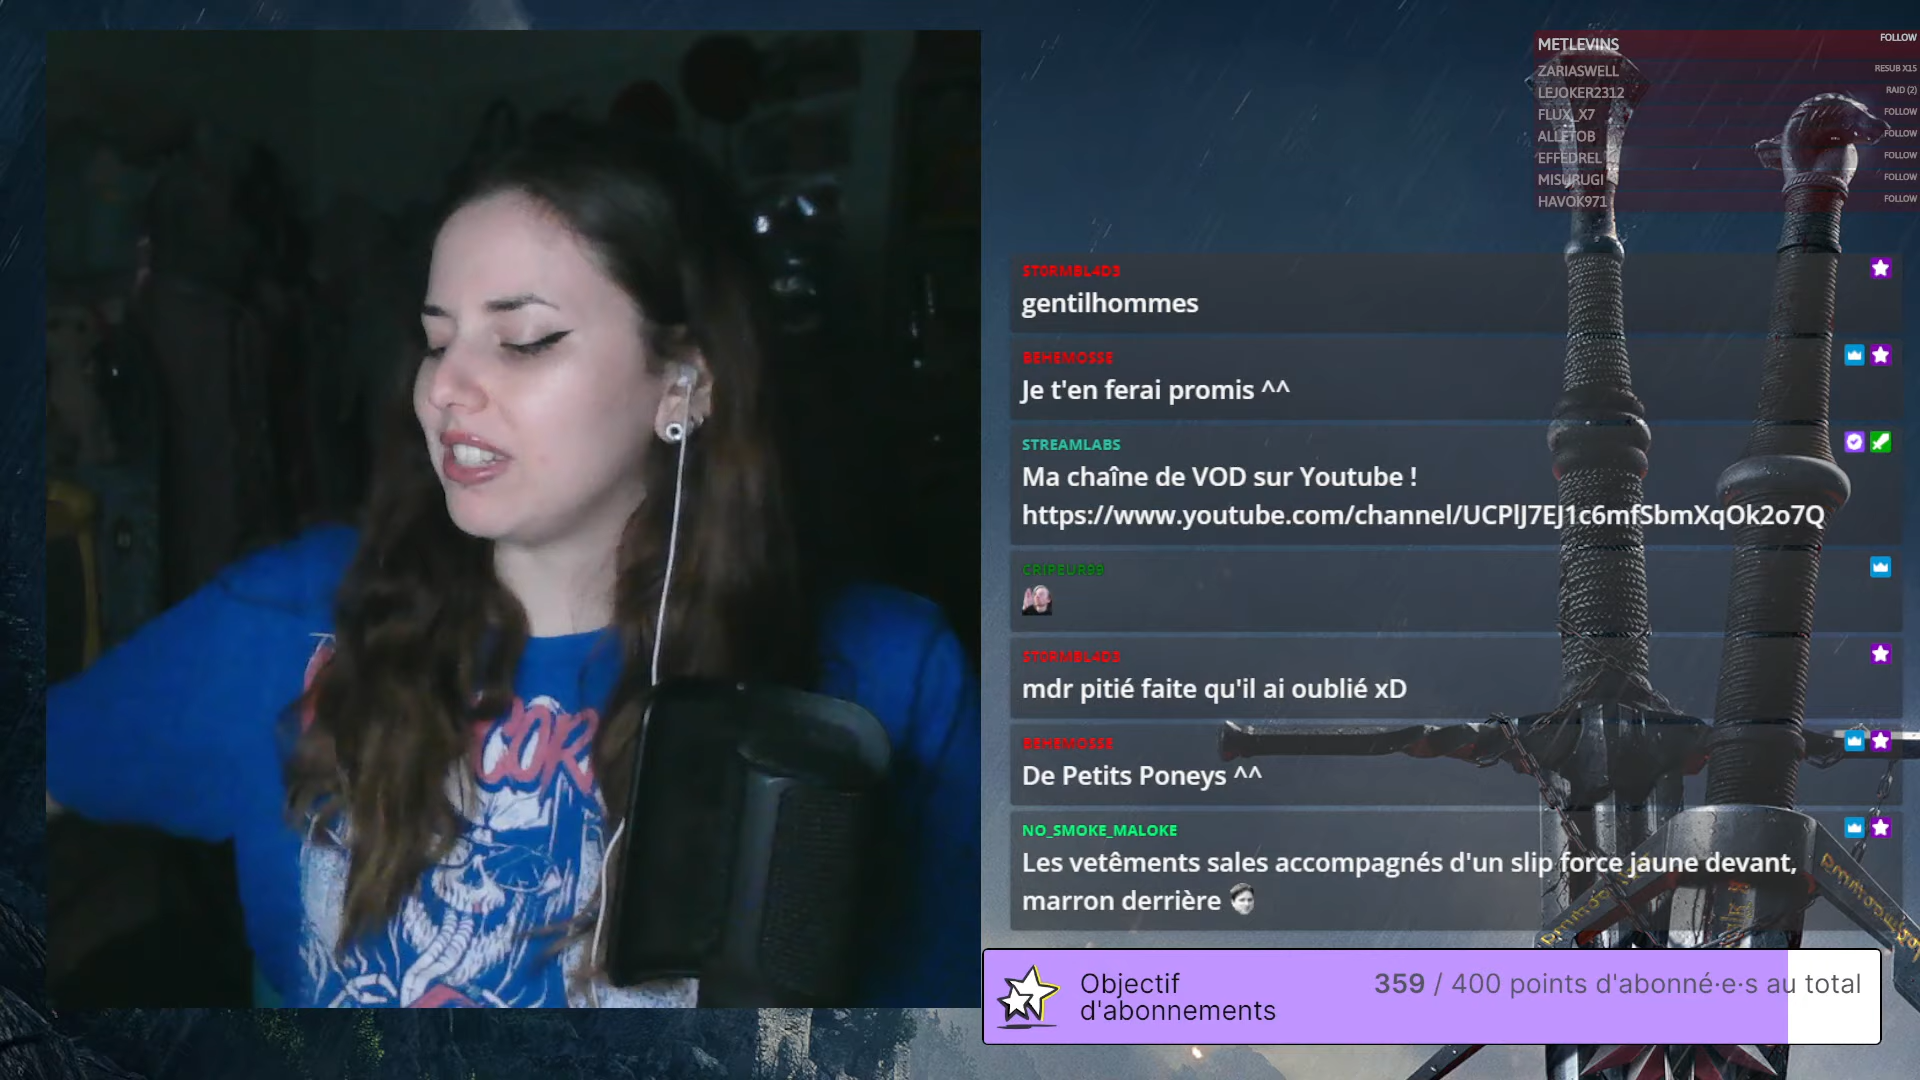 METLEVINS FOLLOW
ZARIASWELL RESUB X15
LEJOKER2312 RAID (2)
FLUX_X7 FOLLOW
ALLETOB FOLLOW
EFFEDREL FOLLOW
MISURUGI FOLLOW
HAVOK971 FOLLOW
ST0RMBL4D3
gentilhommes
BEHEMOSSE
Je t'en ferai promis ^^
STREAMLABS
Ma chaîne de VOD sur Youtube !
https://www.youtube.com/channel/UCPlJ7EJ1c6mfSbmXqOk2o7Q
CRIPEUR99
ST0RMBL4D3
mdr pitié faite qu'il ai oublié xD
BEHEMOSSE
De Petits Poneys ^^
NO_SMOKE_MALOKE
Les vetêments sales accompagnés d'un slip force jaune devant,
marron derrière
Objectif
d'abonnements
359 / 400 points d'abonné·e·s au total